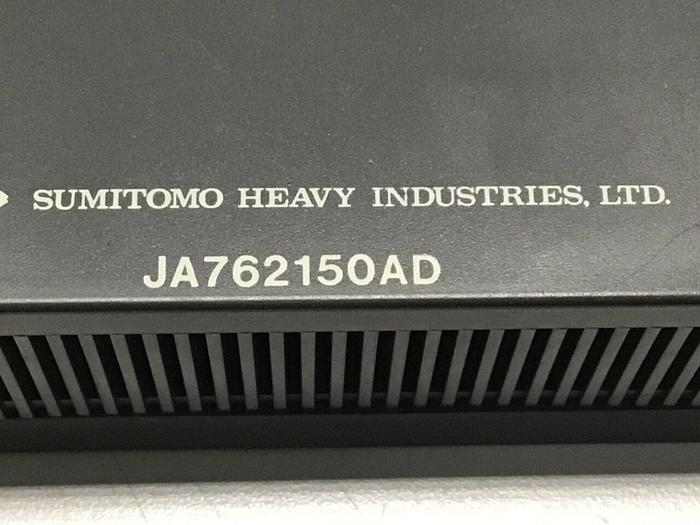 SUMITOMO HEAVY INDUSTRIES, LTD.
JA762150AD